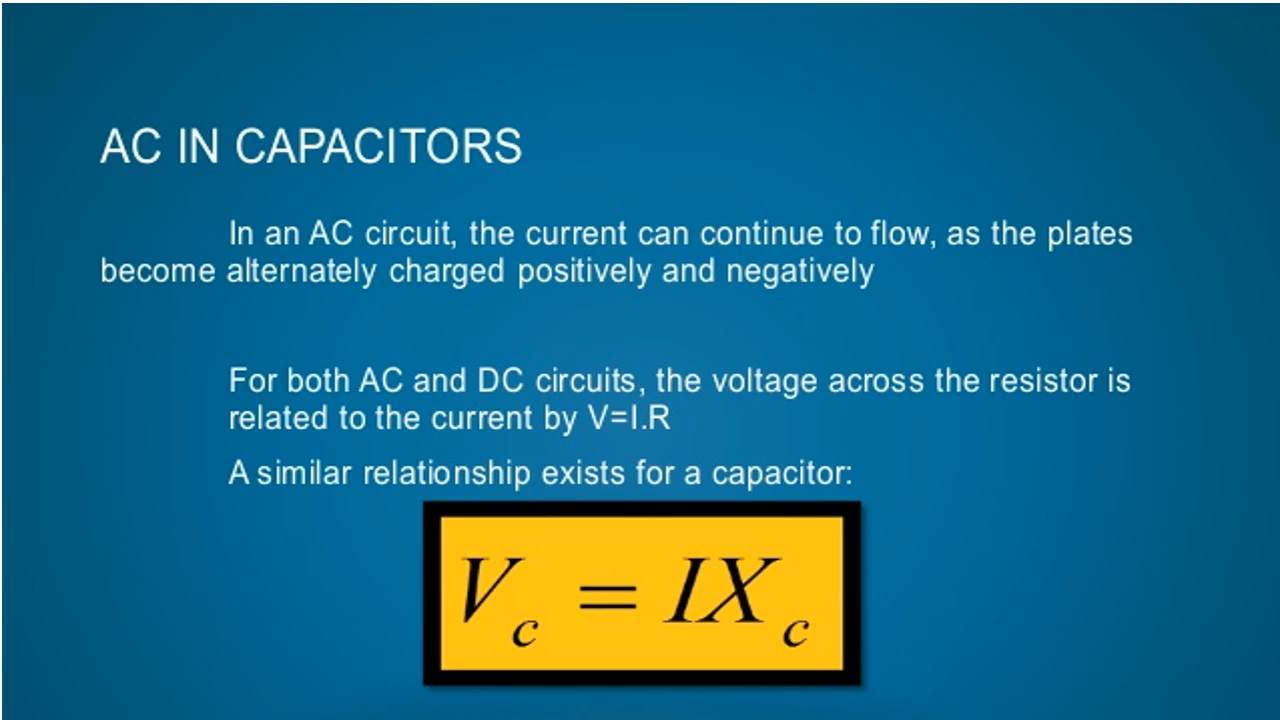 AC IN CAPACITORS
In an AC circuit, the current can continue to flow, as the plates
become alternately charged positively and negatively
For both AC and DC circuits, the voltage across the resistor is
related to the current by V=I.R
A similar relationship exists for a capacitor:
V_c = IX_c